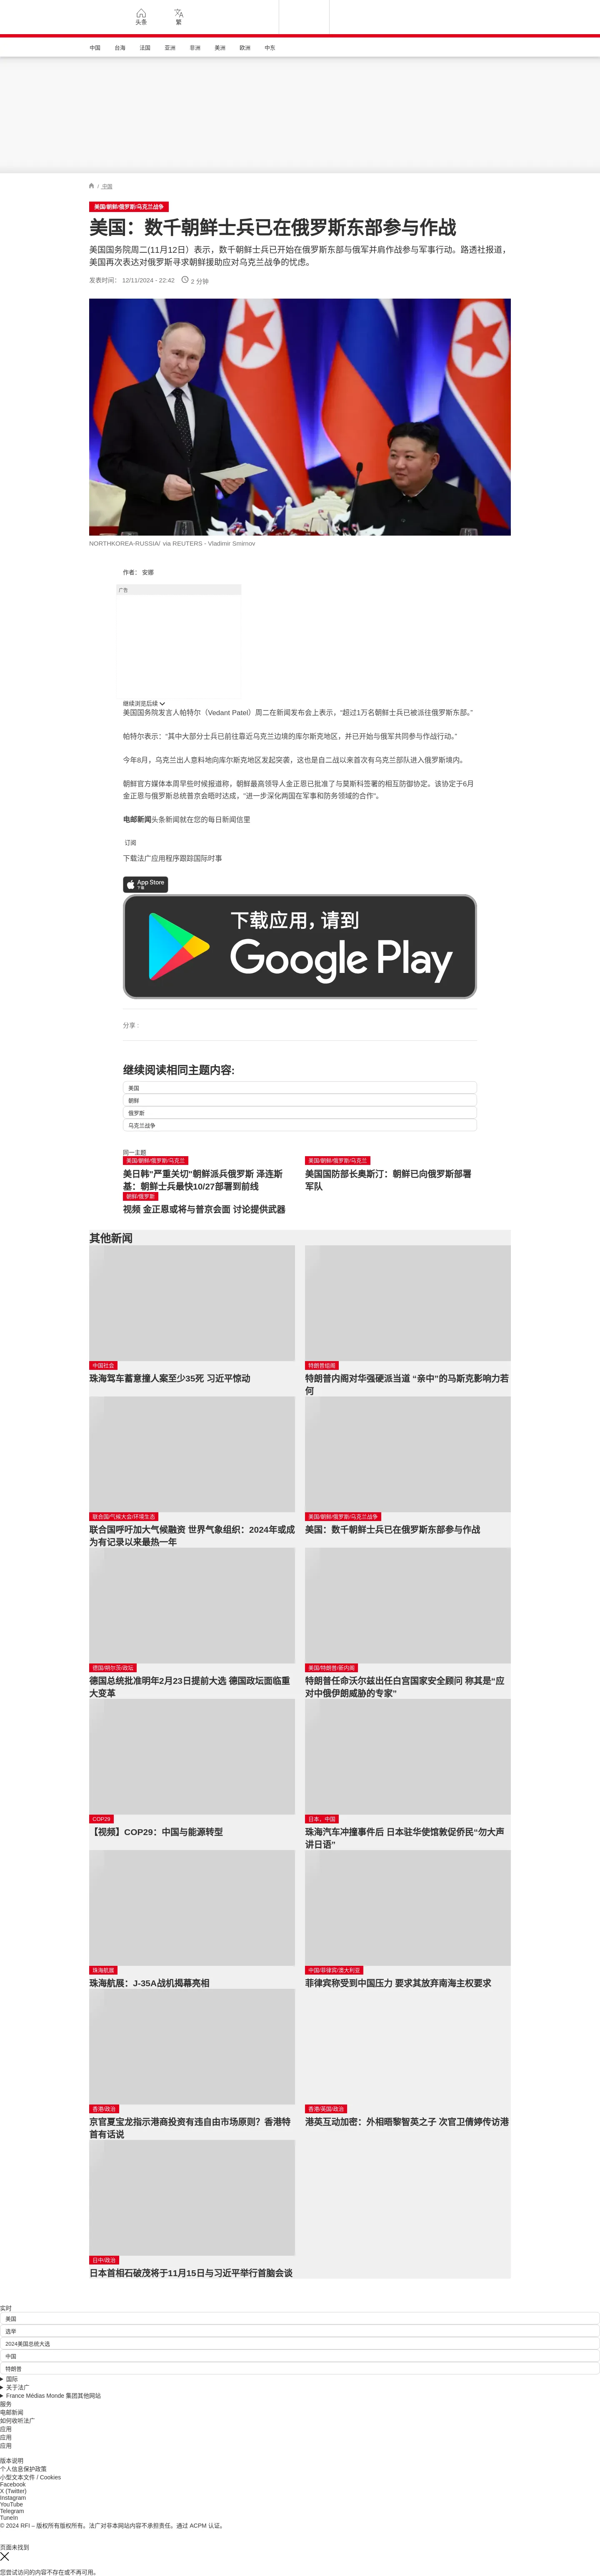 头条
繁
中国
台海
法国
亚洲
非洲
美洲
欧洲
中东
/ 中国
美国/朝鲜/俄罗斯/乌克兰战争
美国：数千朝鲜士兵已在俄罗斯东部参与作战
美国国务院周二(11月12日）表示，数千朝鲜士兵已开始在俄罗斯东部与俄军并肩作战参与军事行动。路透社报道，
美国再次表达对俄罗斯寻求朝鲜援助应对乌克兰战争的忧虑。
发表时间： 12/11/2024 - 22:42
2 分钟
NORTHKOREA-RUSSIA/ via REUTERS - Vladimir Smirnov
作者： 安娜
广告
继续浏览后续
美国国务院发言人帕特尔（Vedant Patel）周二在新闻发布会上表示，“超过1万名朝鲜士兵已被派往俄罗斯东部。”
帕特尔表示：“其中大部分士兵已前往靠近乌克兰边境的库尔斯克地区，并已开始与俄军共同参与作战行动。”
今年8月，乌克兰出人意料地向库尔斯克地区发起突袭，这也是自二战以来首次有乌克兰部队进入俄罗斯境内。
朝鲜官方媒体本周早些时候报道称，朝鲜最高领导人金正恩已批准了与莫斯科签署的相互防御协定。该协定于6月
金正恩与俄罗斯总统普京会晤时达成，“进一步深化两国在军事和防务领域的合作”。
电邮新闻头条新闻就在您的每日新闻信里
订阅
下载法广应用程序跟踪国际时事
App Store
下载
下载应用，请到
Google Play
分享 :
继续阅读相同主题内容:
美国
朝鲜
俄罗斯
乌克兰战争
同一主题
美国/朝鲜/俄罗斯/乌克兰
美日韩"严重关切"朝鲜派兵俄罗斯 泽连斯
基：朝鲜士兵最快10/27部署到前线
美国/朝鲜/俄罗斯/乌克兰
美国国防部长奥斯汀：朝鲜已向俄罗斯部署
军队
朝鲜/俄罗斯
视频 金正恩或将与普京会面 讨论提供武器
其他新闻
中国社会
珠海驾车蓄意撞人案至少35死 习近平惊动
特朗普组阁
特朗普内阁对华强硬派当道 “亲中”的马斯克影响力若
何
联合国/气候大会/环境生态
联合国呼吁加大气候融资 世界气象组织：2024年或成
为有记录以来最热一年
美国/朝鲜/俄罗斯/乌克兰战争
美国：数千朝鲜士兵已在俄罗斯东部参与作战
德国/朔尔茨/政坛
德国总统批准明年2月23日提前大选 德国政坛面临重
大变革
美国/特朗普/新内阁
特朗普任命沃尔兹出任白宫国家安全顾问 称其是“应
对中俄伊朗威胁的专家”
COP29
【视频】COP29：中国与能源转型
日本，中国
珠海汽车冲撞事件后 日本驻华使馆敦促侨民“勿大声
讲日语”
珠海航展
珠海航展：J-35A战机揭幕亮相
中国/菲律宾/澳大利亚
菲律宾称受到中国压力 要求其放弃南海主权要求
香港/政治
京官夏宝龙指示港商投资有违自由市场原则？香港特
首有话说
香港/英国/政治
港英互动加密：外相晤黎智英之子 次官卫倩婷传访港
日中/政治
日本首相石破茂将于11月15日与习近平举行首脑会谈
实时
美国
选举
2024美国总统大选
中国
特朗普
国际
关于法广
France Médias Monde 集团其他网站
服务
电邮新闻
如何收听法广
应用
应用
应用
版本说明
个人信息保护政策
小型文本文件 / Cookies
Facebook
X (Twitter)
Instagram
YouTube
Telegram
TuneIn
© 2024 RFI – 版权所有版权所有。法广对非本网站内容不承担责任。通过 ACPM 认证。
页面未找到
您尝试访问的内容不存在或不再可用。